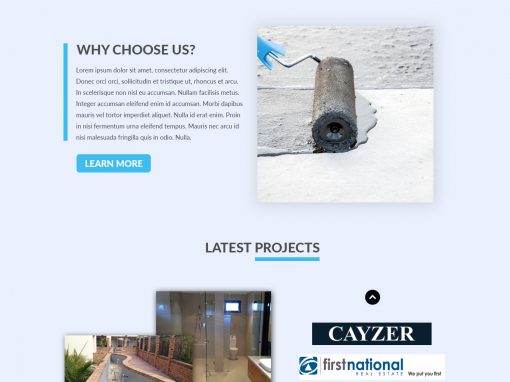 WHY CHOOSE US?
Lorem ipsum dolor sit amet, consectetur adipiscing elit.
Donec orci orci, sollicitudin et tristique ut, rhoncus et arcu.
In scelerisque non nisl eu accumsan. Nullam facilisis metus.
Integer accumsan eleifend enim id accumsan. Morbi dapibus
mauris vel tortor imperdiet aliquet. Nulla id erat enim. Proin
in nisi fermentum urna eleifend tempus. Mauris nec arcu id
nisi malesuada fringilla quis in odio. Nulla.
LEARN MORE
LATEST PROJECTS
CAYZER
firstnational
REAL ESTATE
We put you first